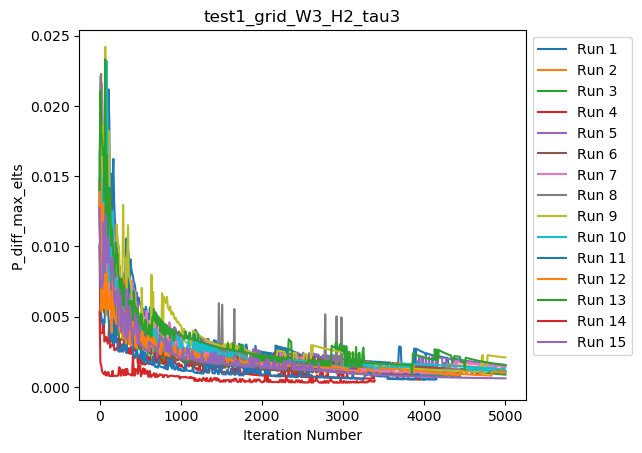 test1_grid_W3_H2_tau3
P_diff_max_elts
0.025
0.020
0.015
0.010
0.005
0.000
0
1000
2000
3000
4000
5000
Iteration Number
Run 1
Run 2
Run 3
Run 4
Run 5
Run 6
Run 7
Run 8
Run 9
Run 10
Run 11
Run 12
Run 13
Run 14
Run 15